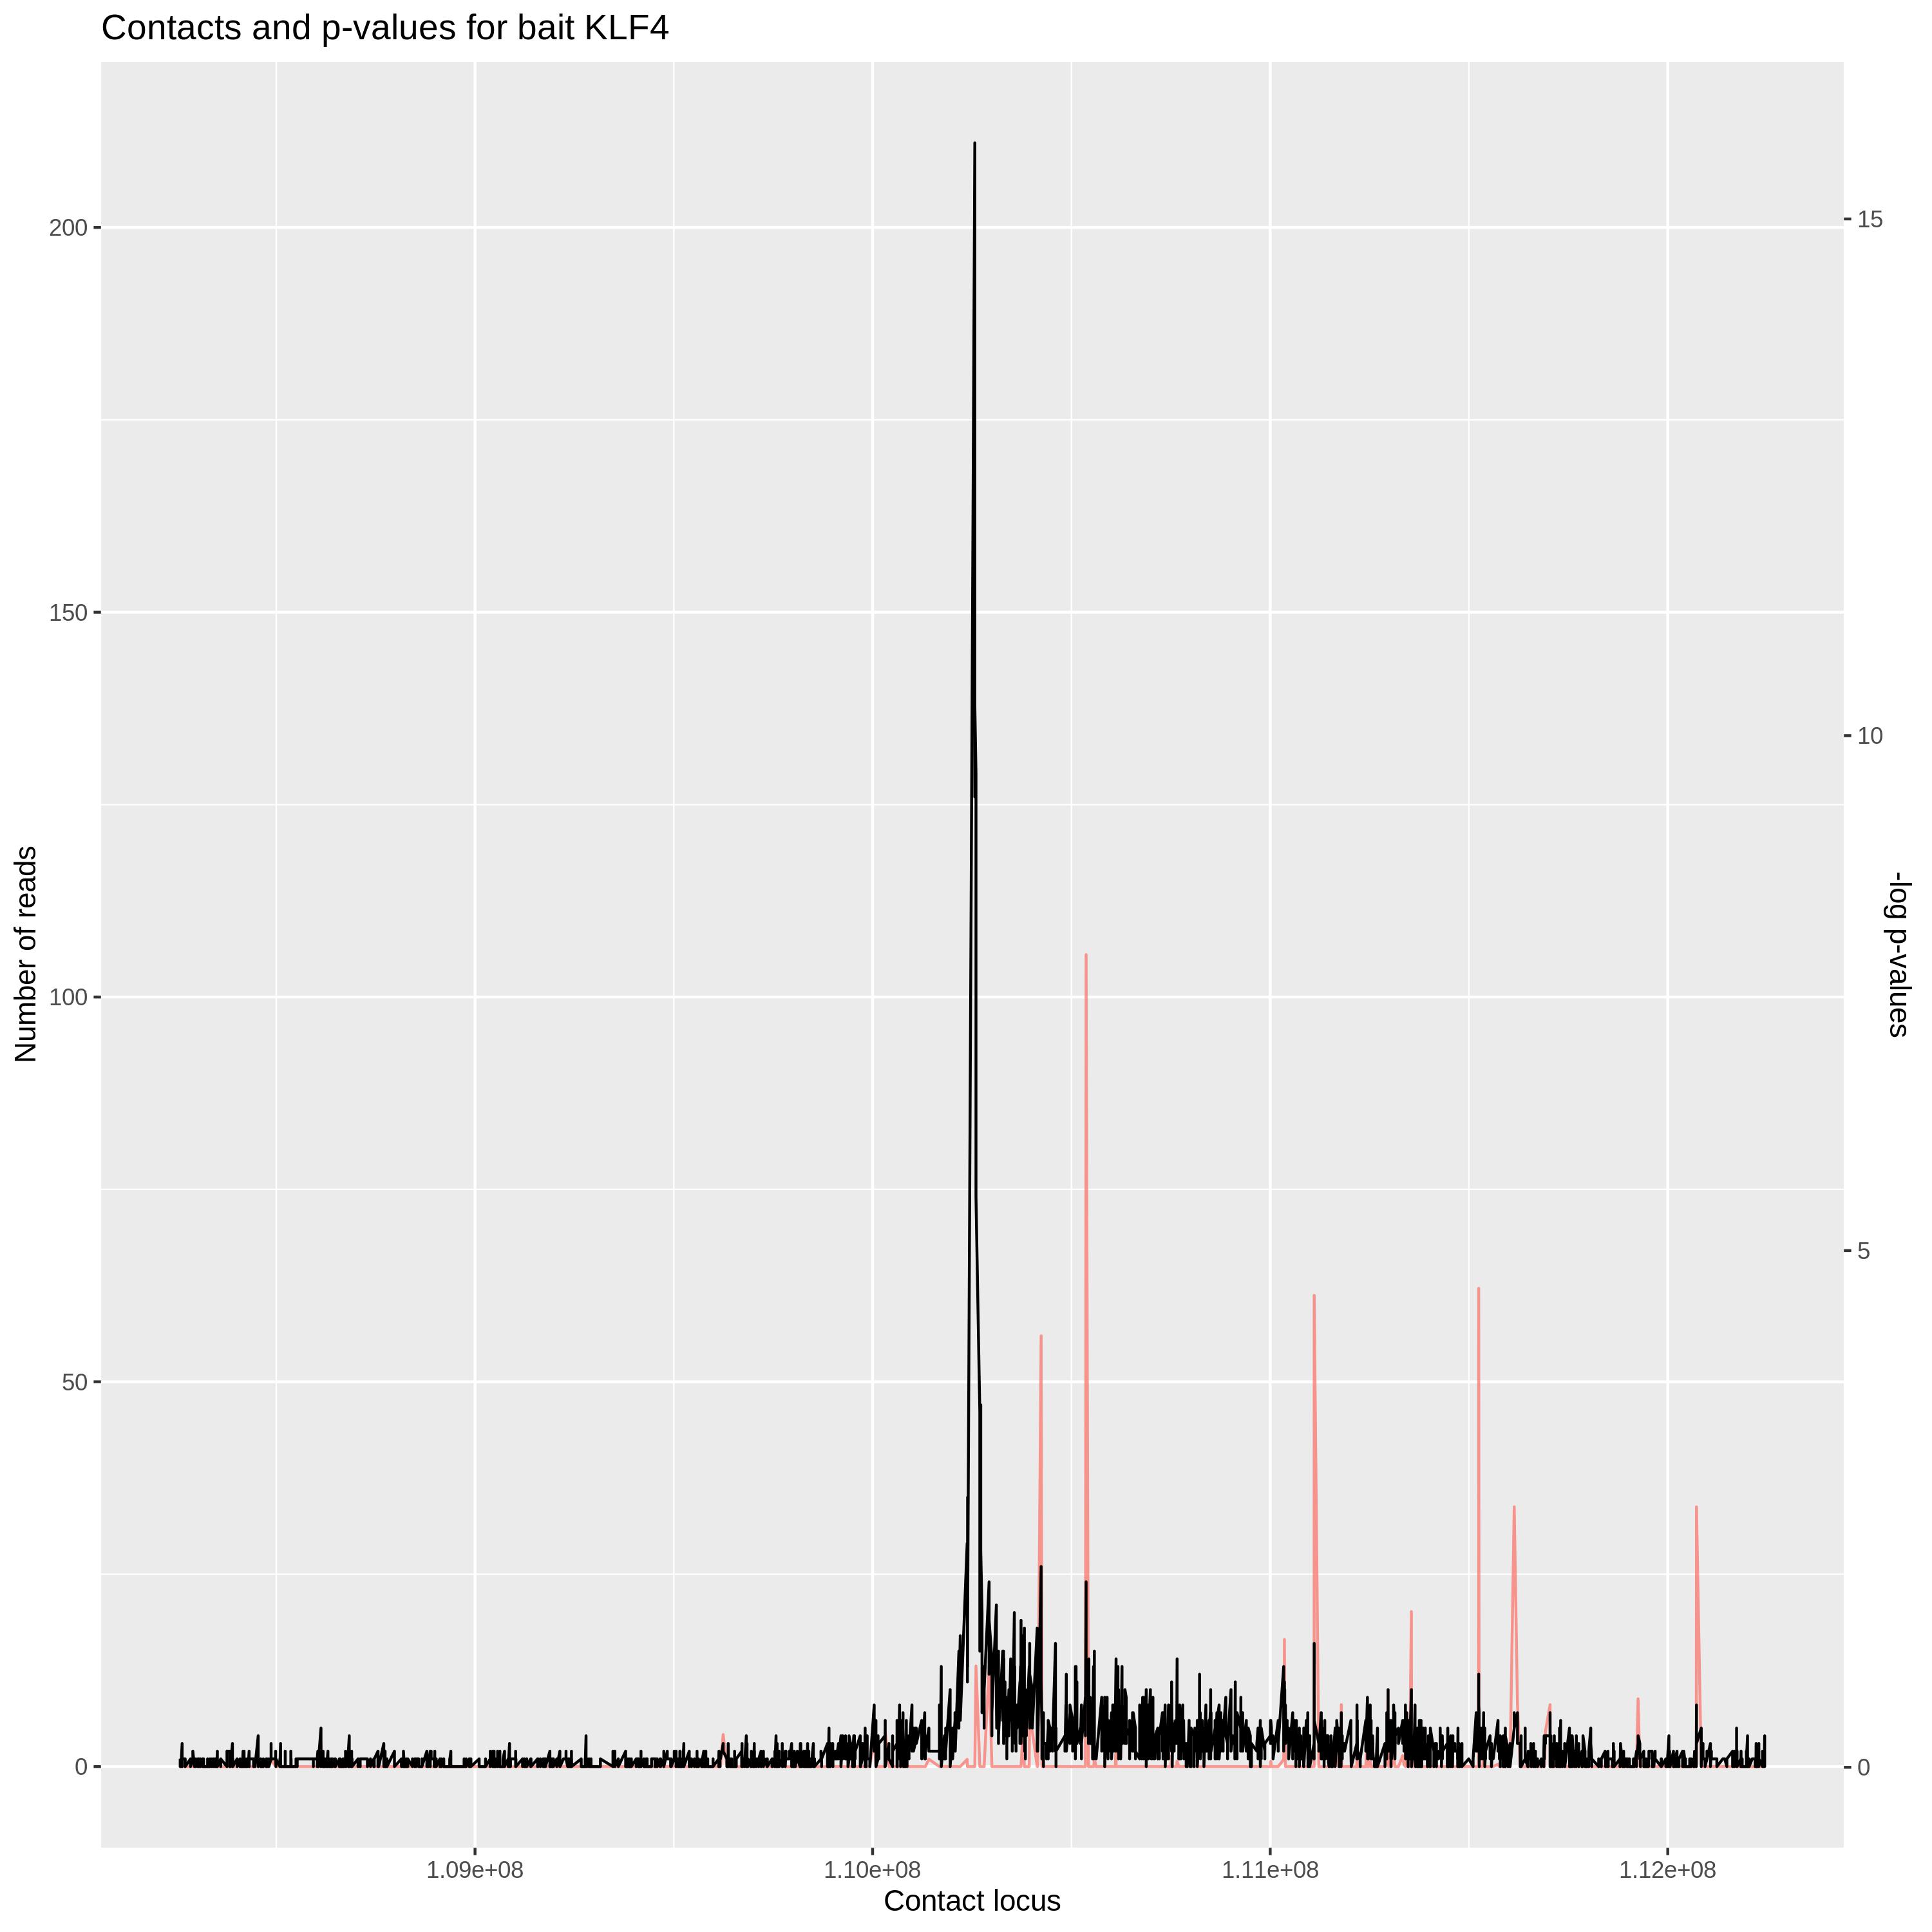 Contacts and p-values for bait KLF4
200
150
100
50
0
Number of reads
15
10
5
0
-log p-values
1.09e+08
1.10e+08
1.11e+08
1.12e+08
Contact locus